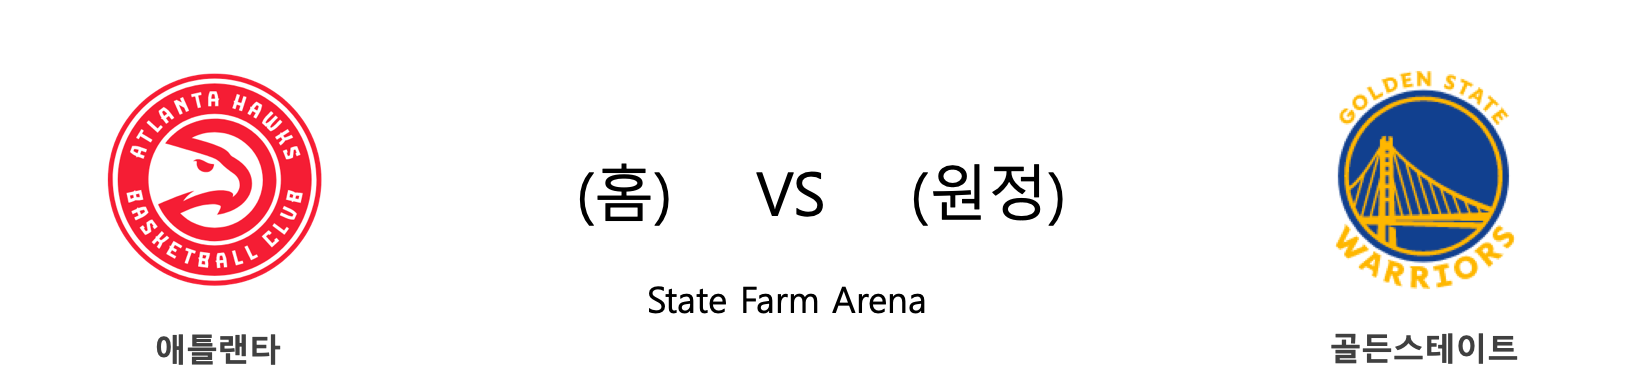 ATLANTA HAWKS
BASKETBALL CLUB
애틀랜타
(홈) VS (원정)
State Farm Arena
GOLDEN STATE
WARRIORS
골든스테이트